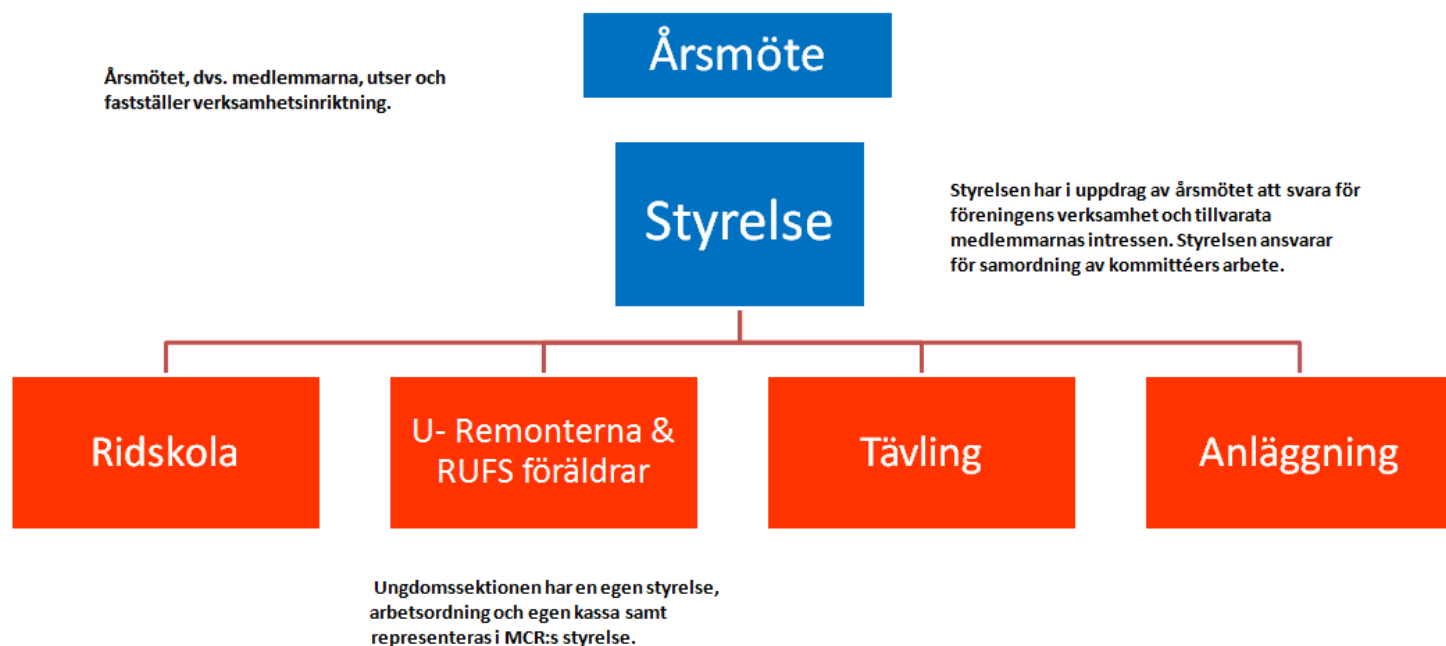 Årsmöte
Årsmötet, dvs. medlemmarna, utser och
fastställer verksamhetsinriktning.
Styrelse
Styrelsen har i uppdrag av årsmötet att svara för
föreningens verksamhet och tillvarata
medlemmarnas intressen. Styrelsen ansvarar
för samordning av kommittéers arbete.
Ridskola
U- Remonterna &
RUFS föräldrar
Tävling
Anläggning
Ungdomssektionen har en egen styrelse,
arbetsordning och egen kassa samt
representeras i MCR:s styrelse.